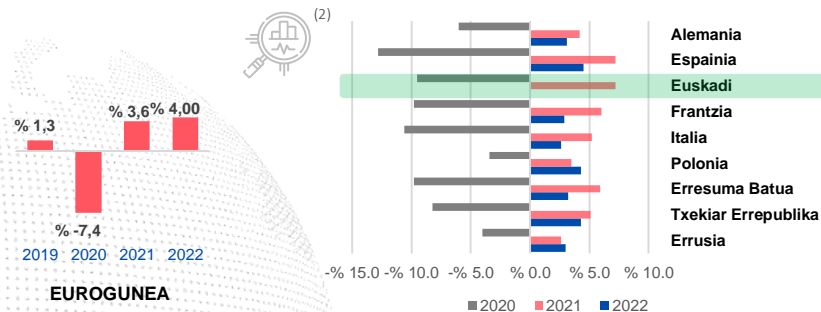 (2)
% 1,3
% -7,4
% 3,6
% 4,00
2019 2020 2021 2022
EUROGUNEA
Alemania
Espainia
Euskadi
Frantzia
Italia
Polonia
Erresuma Batua
Txekiar Errepublika
Errusia
-% 15.0 -% 10.0 -% 5.0 % 0.0 % 5.0 % 10.0
2020 2021 2022